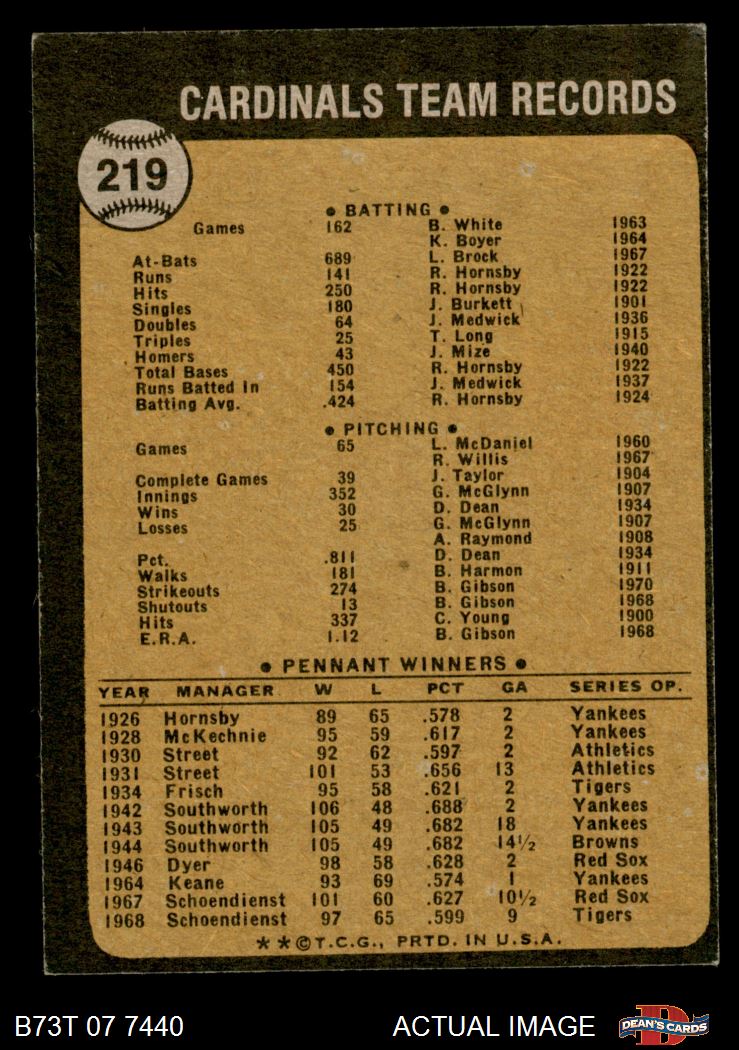 CARDINALS TEAM RECORDS
219
● BATTING ●
Games 162 B. White 1963
K. Boyer 1964
At-Bats 689 L. Brock 1967
Runs 141 R. Hornsby 1922
Hits 250 R. Hornsby 1922
Singles 180 J. Burkett 1901
Doubles 64 J. Medwick 1936
Triples 25 T. Long 1915
Homers 43 J. Mize 1940
Total Bases 450 R. Hornsby 1922
Runs Batted In 154 J. Medwick 1937
Batting Avg. .424 R. Hornsby 1924
● PITCHING ●
Games 65 L. McDaniel 1960
R. Willis 1967
Complete Games 39 J. Taylor 1904
Innings 352 G. McGlynn 1907
Wins 30 D. Dean 1934
Losses 25 G. McGlynn 1907
A. Raymond 1908
Pct. .811 D. Dean 1934
Walks 181 B. Harmon 1911
Strikeouts 274 B. Gibson 1970
Shutouts 13 B. Gibson 1968
Hits 337 C. Young 1900
E.R.A. 1.12 B. Gibson 1968
● PENNANT WINNERS ●
YEAR MANAGER W L PCT GA SERIES OP.
1926 Hornsby 89 65 .578 2 Yankees
1928 McKechnie 95 59 .617 2 Yankees
1930 Street 92 62 .597 2 Athletics
1931 Street 101 53 .656 13 Athletics
1934 Frisch 95 58 .621 2 Tigers
1942 Southworth 106 48 .688 2 Yankees
1943 Southworth 105 49 .682 18 Yankees
1944 Southworth 105 49 .682 14½ Browns
1946 Dyer 98 58 .628 2 Red Sox
1964 Keane 93 69 .574 1 Yankees
1967 Schoendienst 101 60 .627 10½ Red Sox
1968 Schoendienst 97 65 .599 9 Tigers
★★©T.C.G., PRTD. IN U.S.A.
B73T 07 7440 ACTUAL IMAGE D DEAN'S CARDS